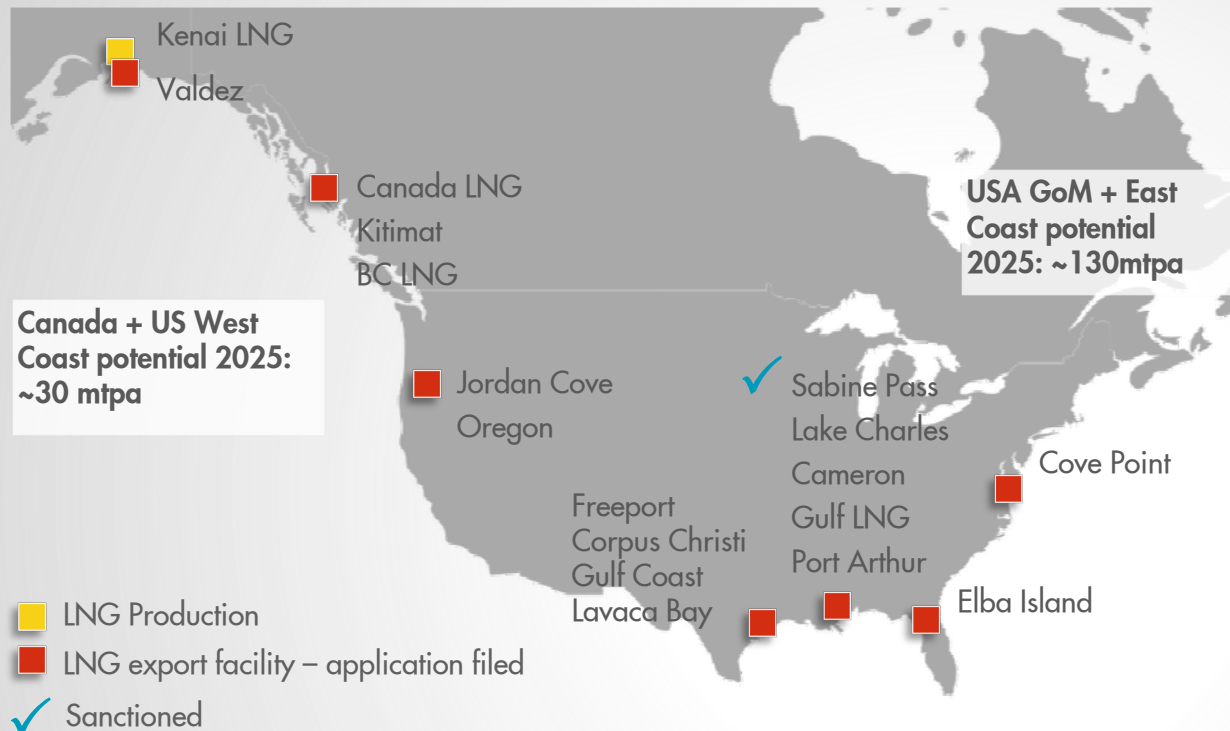 Kenai LNG
Valdez
Canada LNG
Kitimat
BC LNG
USA GoM + East
Coast potential
2025: ~130mtpa
Canada + US West
Coast potential 2025:
~30 mtpa
Jordan Cove
Oregon
Sabine Pass
Lake Charles
Cameron
Gulf LNG
Port Arthur
Cove Point
Freeport
Corpus Christi
Gulf Coast
Lavaca Bay
Elba Island
LNG Production
LNG export facility – application filed
Sanctioned